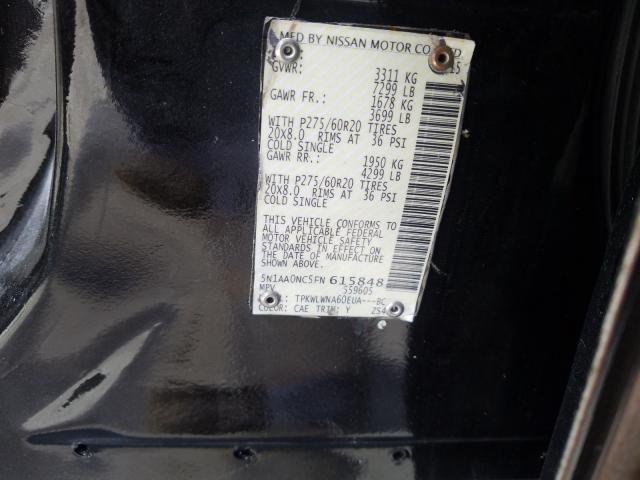 MFD BY NISSAN MOTOR CO
15
GVWR: 3311 KG
7299 LB
GAWR FR.: 1678 KG
3699 LB
WITH P275/60R20 TIRES
20X8.0 RIMS AT 36 PSI
COLD SINGLE
GAWR RR.: 1950 KG
4299 LB
WITH P275/60R20 TIRES
20X8.0 RIMS AT 36 PSI
COLD SINGLE
THIS VEHICLE CONFORMS TO
ALL APPLICABLE FEDERAL
MOTOR VEHICLE SAFETY
STANDARDS IN EFFECT ON
THE DATE OF MANUFACTURE
SHOWN ABOVE.
5N1AA0NC5FN 615848
MPV 559605
TPKWLWNA60EUA---BC
COLOR: CAE TRIM: Y ZS4